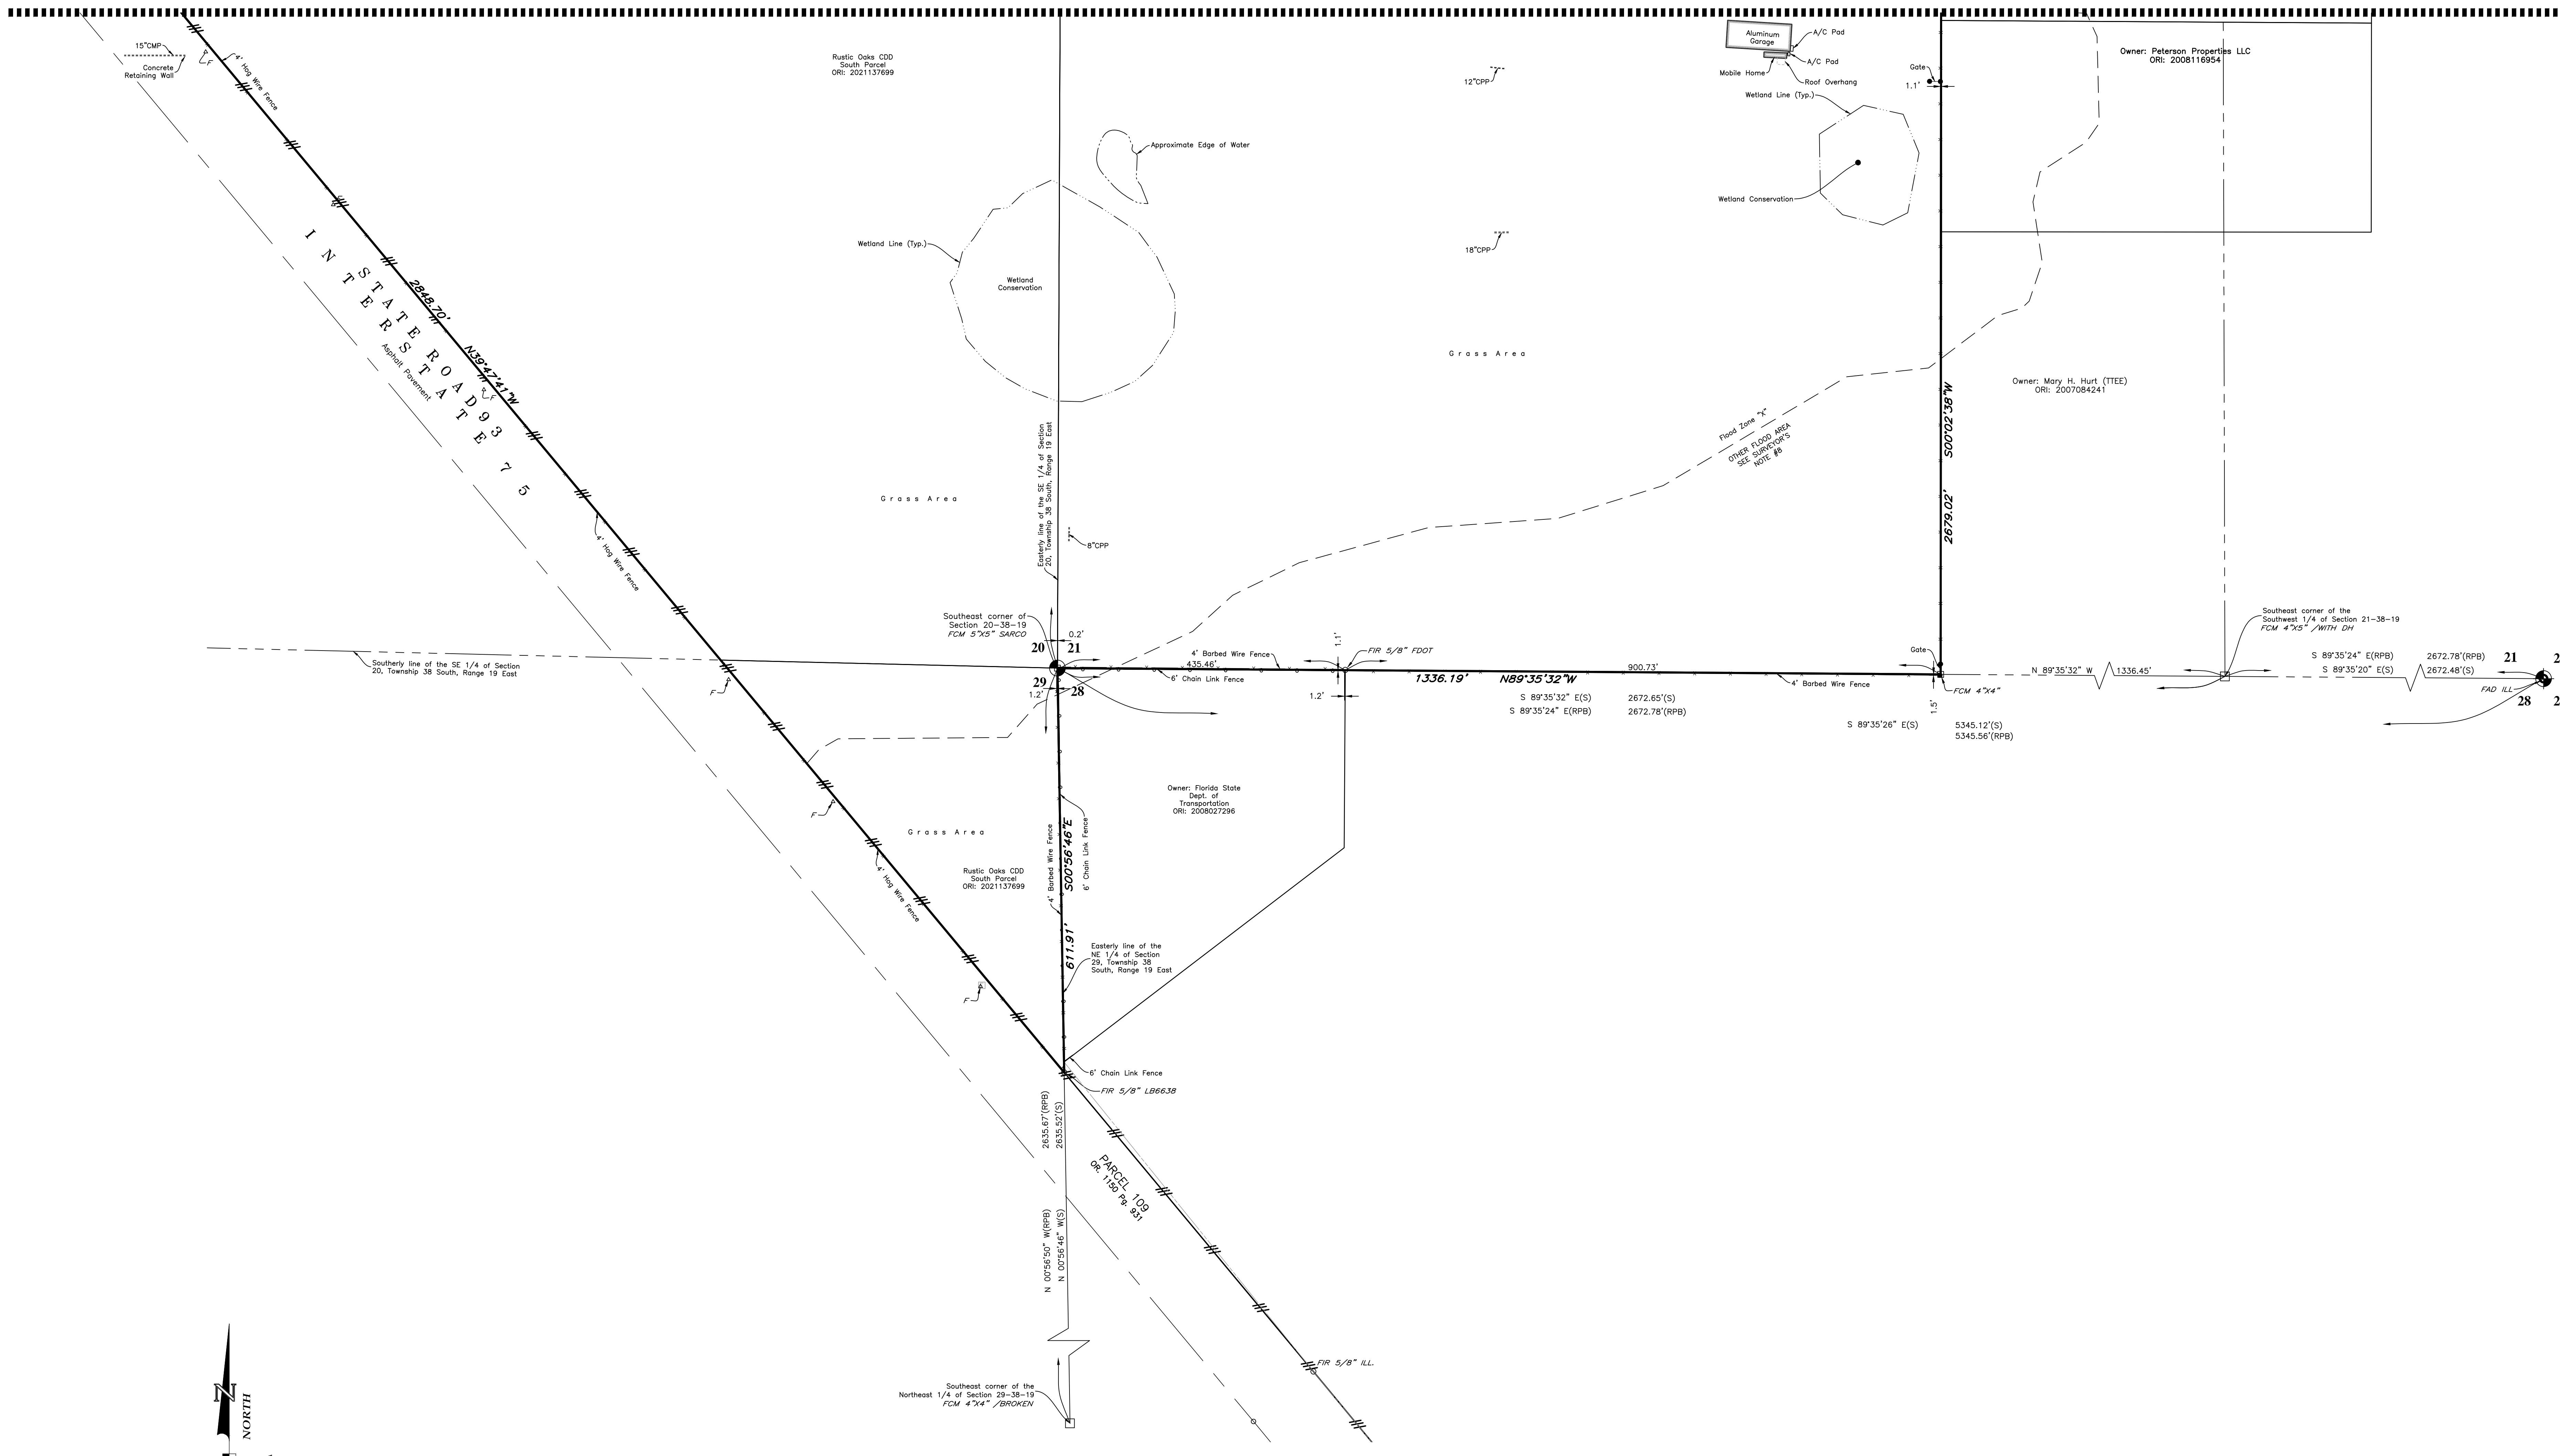 15"CMP
Concrete
Retaining Wall
F
4' Hog Wire Fence
Rustic Oaks CDD
South Parcel
ORI: 2021137699
12"CPP
Aluminum
Garage
A/C Pad
A/C Pad
Mobile Home
Roof Overhang
Wetland Line (Typ.)
Gate
1.1'
Owner: Peterson Properties LLC
ORI: 2008116954
Approximate Edge of Water
Wetland Conservation
Wetland Line (Typ.)
18"CPP
Wetland
Conservation
STATE ROAD 93
INTERSTATE 75
Asphalt Pavement
2848.70'
N39°47'41"W
F
Grass Area
Owner: Mary H. Hurt (TTEE)
ORI: 2007084241
S00°02'38"W
2679.02'
Flood Zone "X"
OTHER FLOOD AREA
SEE SURVEYOR'S
NOTE #8
Easterly line of the SE 1/4 of Section
20, Township 38 South, Range 19 East
Grass Area
8"CPP
4' Hog Wire Fence
Southeast corner of
Section 20-38-19
FCM 5"X5" SARCO
0.2'
20
21
29
28
1.2'
Southerly line of the SE 1/4 of Section
20, Township 38 South, Range 19 East
F
4' Barbed Wire Fence
435.46'
6' Chain Link Fence
1.1'
FIR 5/8" FDOT
1.2'
900.73'
1336.19'
N89°35'32"W
4' Barbed Wire Fence
S 89°35'32" E(S)
2672.65'(S)
S 89°35'24" E(RPB)
2672.78'(RPB)
S 89°35'26" E(S)
5345.12'(S)
5345.56'(RPB)
Gate
FCM 4"X4"
1.5'
N 89°35'32" W
1336.45'
Southeast corner of the
Southwest 1/4 of Section 21-38-19
FCM 4"X5" /WITH DH
S 89°35'24" E(RPB)
2672.78'(RPB)
S 89°35'20" E(S)
2672.48'(S)
21
2
FAD ILL
28
2
F
Owner: Florida State
Dept. of
Transportation
ORI: 2008027296
Grass Area
4' Hog Wire Fence
Rustic Oaks CDD
South Parcel
ORI: 2021137699
4' Barbed Wire Fence
S00°56'46"E
6' Chain Link Fence
611.91'
Easterly line of the
NE 1/4 of Section
29, Township 38
South, Range 19 East
F
6' Chain Link Fence
FIR 5/8" LB6638
2635.67'(RPB)
2635.52'(S)
PARCEL 109
OR. 1150 Pg. 931
N 00°56'50" W(RPB)
N 00°56'46" W(S)
FIR 5/8" ILL.
Southeast corner of the
Northeast 1/4 of Section 29-38-19
FCM 4"X4" /BROKEN
N
NORTH